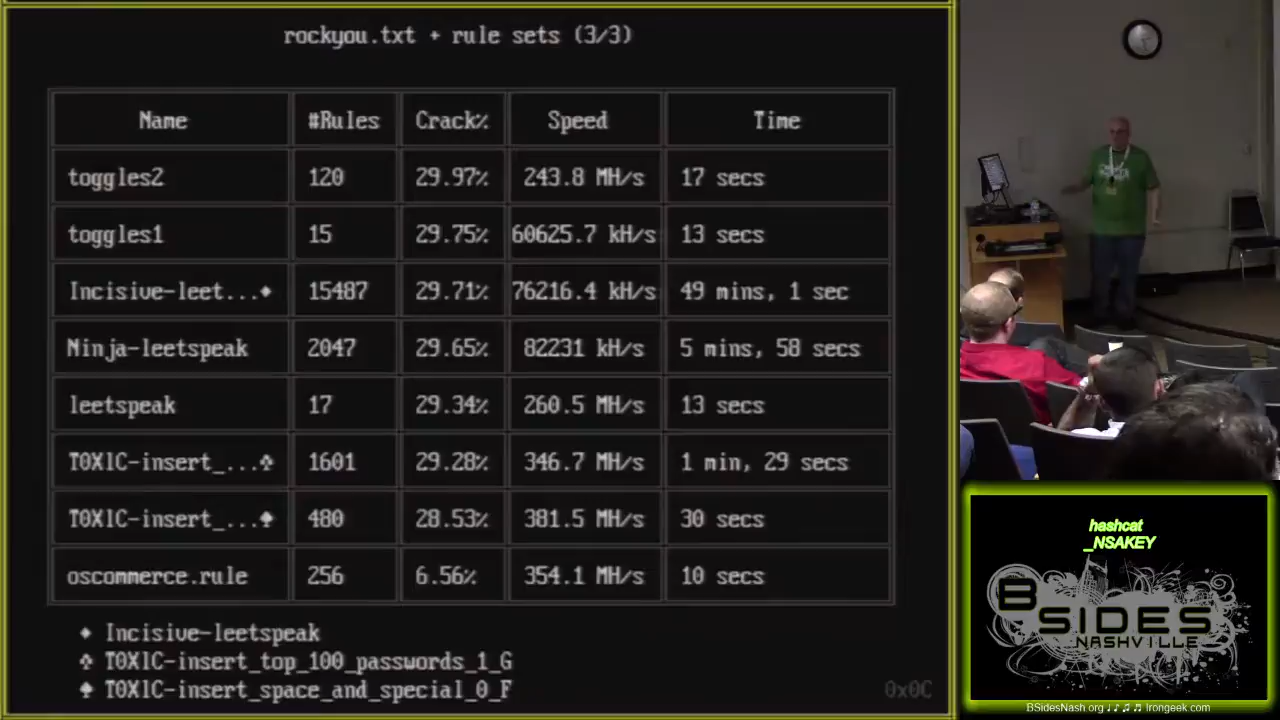 rockyou.txt + rule sets (3/3)
Name #Rules Crack% Speed Time
toggles2 120 29.97% 243.8 MH/s 17 secs
toggles1 15 29.75% 60625.7 kH/s 13 secs
Incisive-leet...♦ 15487 29.71% 76216.4 kH/s 49 mins, 1 sec
Ninja-leetspeak 2047 29.65% 82231 kH/s 5 mins, 58 secs
leetspeak 17 29.34% 260.5 MH/s 13 secs
T0XlC-insert_...♣ 1601 29.28% 346.7 MH/s 1 min, 29 secs
T0XlC-insert_...♠ 480 28.53% 381.5 MH/s 30 secs
oscommerce.rule 256 6.56% 354.1 MH/s 10 secs
♦ Incisive-leetspeak
♣ T0XlC-insert_top_100_passwords_1_G
♠ T0XlC-insert_space_and_special_0_F
0x0C
hashcat
_NSAKEY
BSIDES
NASHVILLE
BSidesNash.org ♩♪♫♬ Irongeek.com